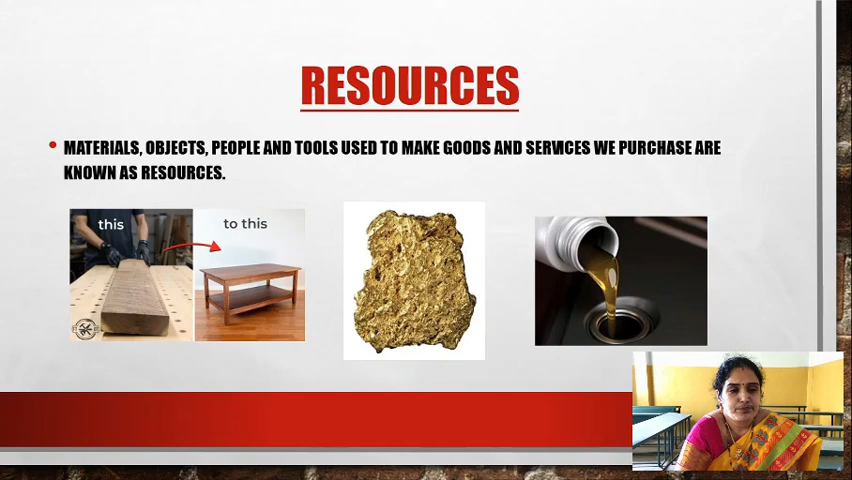 RESOURCES
MATERIALS, OBJECTS, PEOPLE AND TOOLS USED TO MAKE GOODS AND SERVICES WE PURCHASE ARE
KNOWN AS RESOURCES.
this
to this